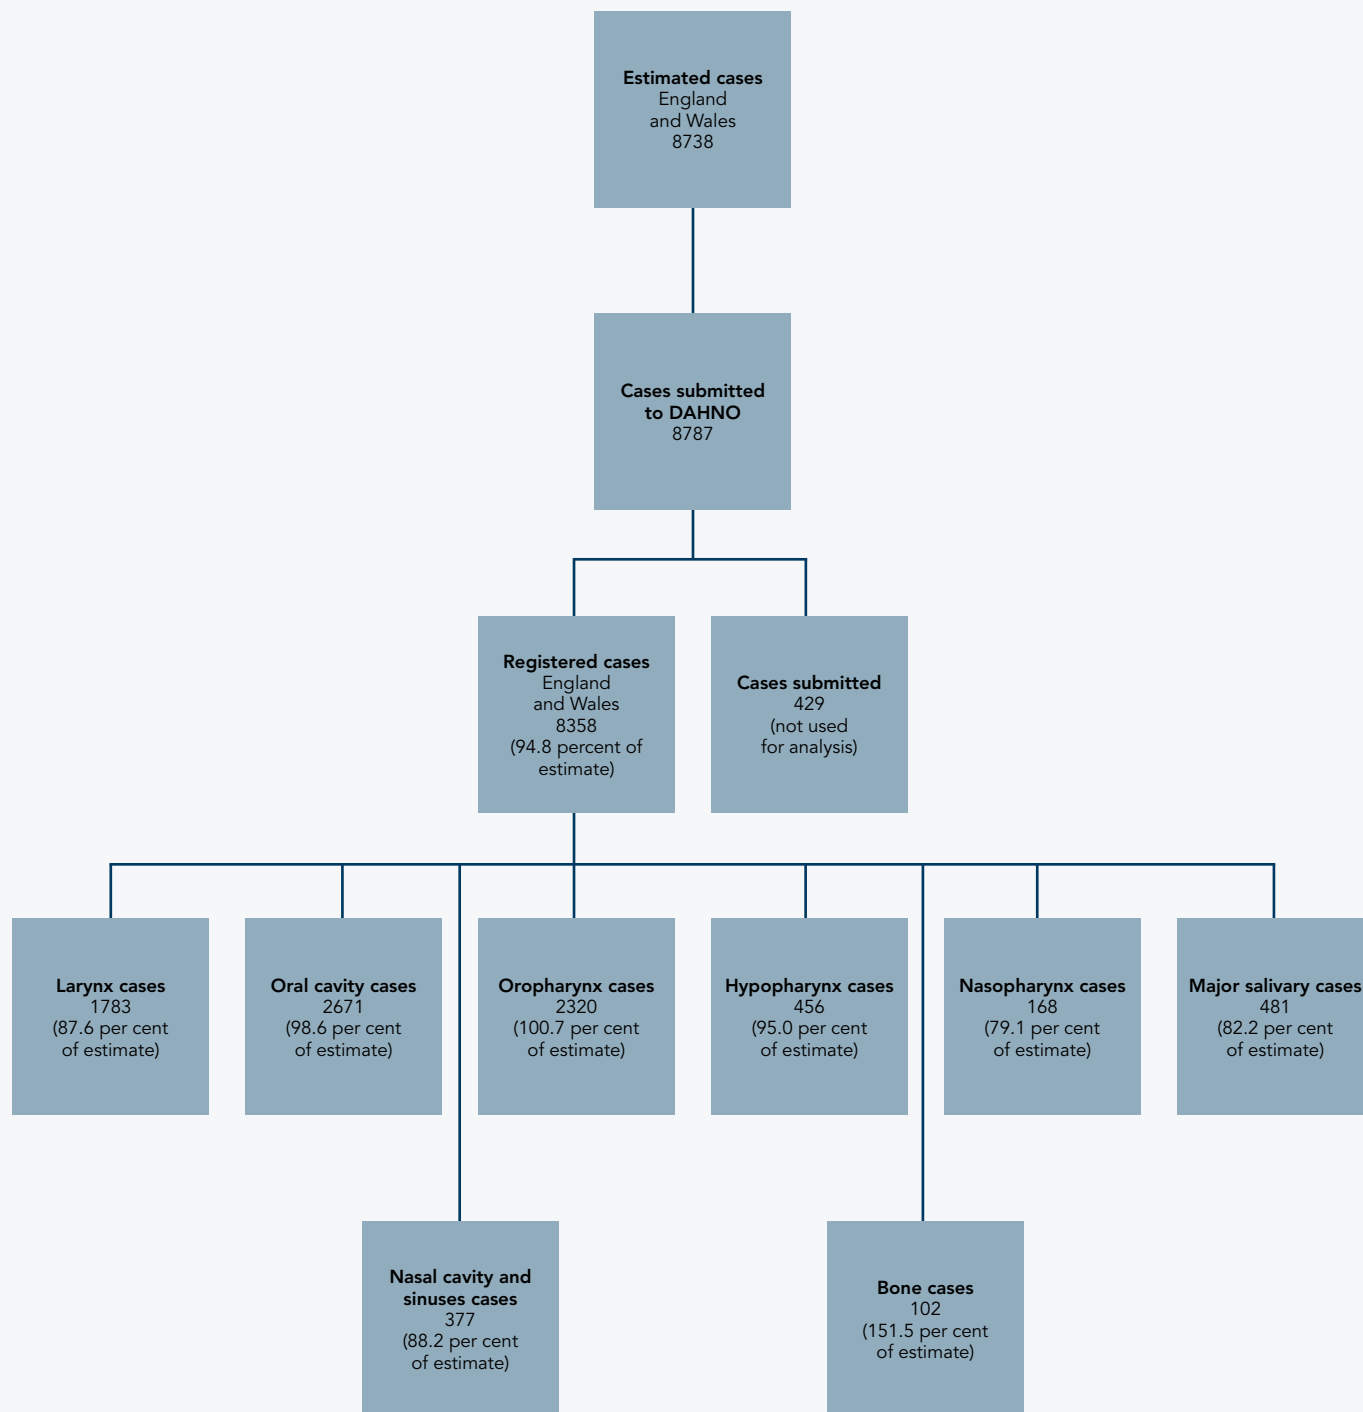 Estimated cases
England
and Wales
8738
Cases submitted
to DAHNO
8787
Registered cases
England
and Wales
8358
(94.8 percent of
estimate)
Cases submitted
429
(not used
for analysis)
Larynx cases
1783
(87.6 per cent
of estimate)
Oral cavity cases
2671
(98.6 per cent
of estimate)
Oropharynx cases
2320
(100.7 per cent
of estimate)
Hypopharynx cases
456
(95.0 per cent
of estimate)
Nasopharynx cases
168
(79.1 per cent
of estimate)
Major salivary cases
481
(82.2 per cent
of estimate)
Nasal cavity and
sinuses cases
377
(88.2 per cent
of estimate)
Bone cases
102
(151.5 per cent
of estimate)